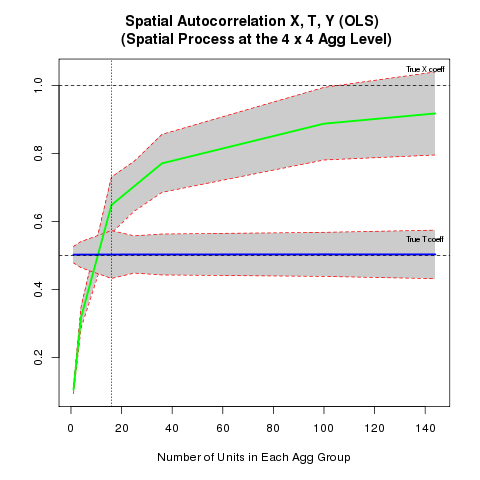 Spatial Autocorrelation X, T, Y (OLS)
(Spatial Process at the 4 x 4 Agg Level)
True X coeff
True T coeff
1.0
0.8
0.6
0.4
0.2
0 20 40 60 80 100 120 140
Number of Units in Each Agg Group